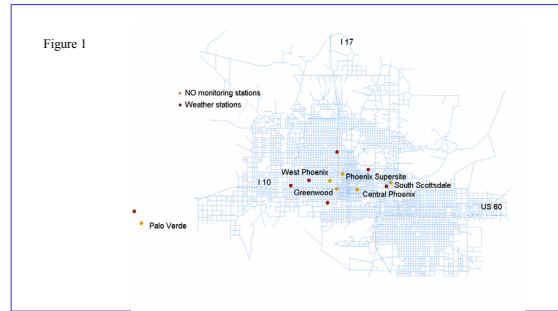 Figure 1
I 17
NO monitoring stations
Weather stations
West Phoenix
Phoenix Supersite
I 10
South Scottsdale
Greenwood
Central Phoenix
US 60
Palo Verde